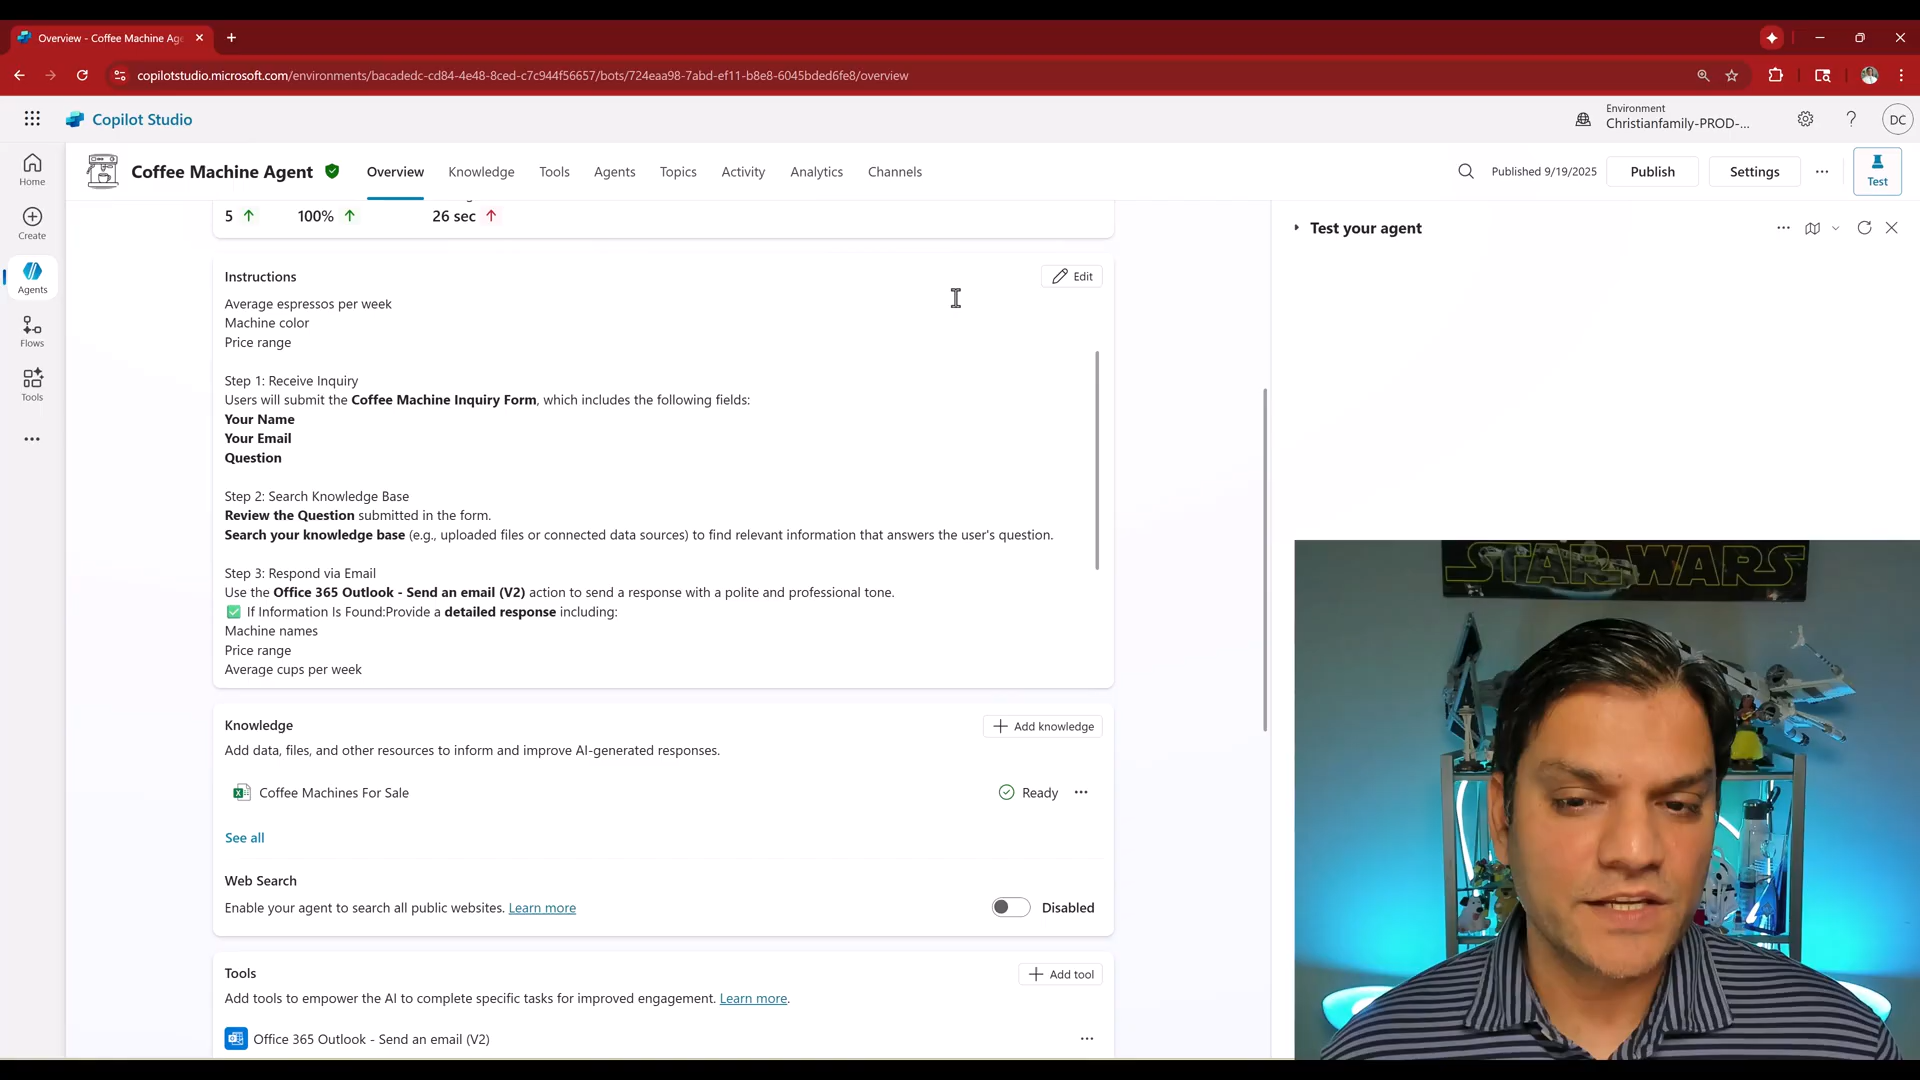 Overview - Coffee Machine Age
copilotstudio.microsoft.com/environments/bacadedc-cd84-4e48-8ced-c7c944f56657/bots/724eaa98-7abd-ef11-b8e8-6045bded6fe8/overview
Copilot Studio
Environment
Christianfamily-PROD-...
DC
Home
Create
Agents
Flows
Tools
Coffee Machine Agent
Overview
Knowledge
Tools
Agents
Topics
Activity
Analytics
Channels
Published 9/19/2025
Publish
Settings
Test
5
100%
26 sec
Instructions
Edit
Average espressos per week
Machine color
Price range
Step 1: Receive Inquiry
Users will submit the Coffee Machine Inquiry Form, which includes the following fields:
Your Name
Your Email
Question
Step 2: Search Knowledge Base
Review the Question submitted in the form.
Search your knowledge base (e.g., uploaded files or connected data sources) to find relevant information that answers the user's question.
Step 3: Respond via Email
Use the Office 365 Outlook - Send an email (V2) action to send a response with a polite and professional tone.
✅ If Information Is Found:Provide a detailed response including:
Machine names
Price range
Average cups per week
Knowledge
Add knowledge
Add data, files, and other resources to inform and improve AI-generated responses.
Coffee Machines For Sale
Ready
See all
Web Search
Enable your agent to search all public websites. Learn more
Disabled
Tools
Add tool
Add tools to empower the AI to complete specific tasks for improved engagement. Learn more.
Office 365 Outlook - Send an email (V2)
Test your agent
STAR WARS